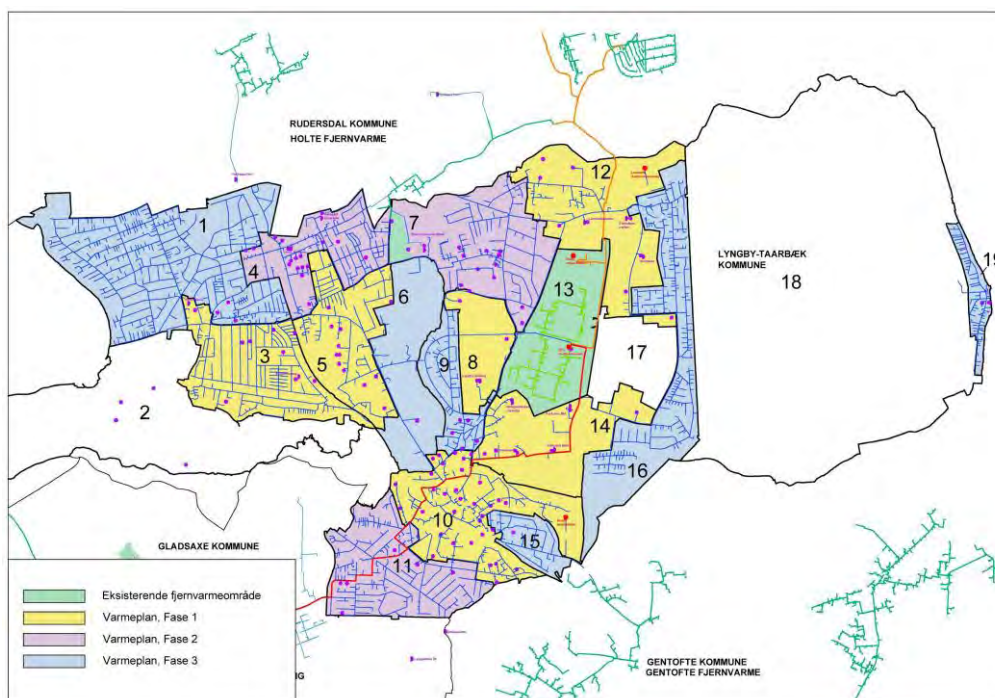 RUDERSDAL KOMMUNE
HOLTE FJERNVARME
12
1
7
4
LYNGBY-TAARBÆK
KOMMUNE
18
19
13
6
17
3
5
9
8
2
14
16
10
15
GLADSAXE KOMMUNE
11
Eksisterende fjernvarmeområde
Varmeplan, Fase 1
Varmeplan, Fase 2
Varmeplan, Fase 3
GENTOFTE KOMMUNE
GENTOFTE FJERNVARME